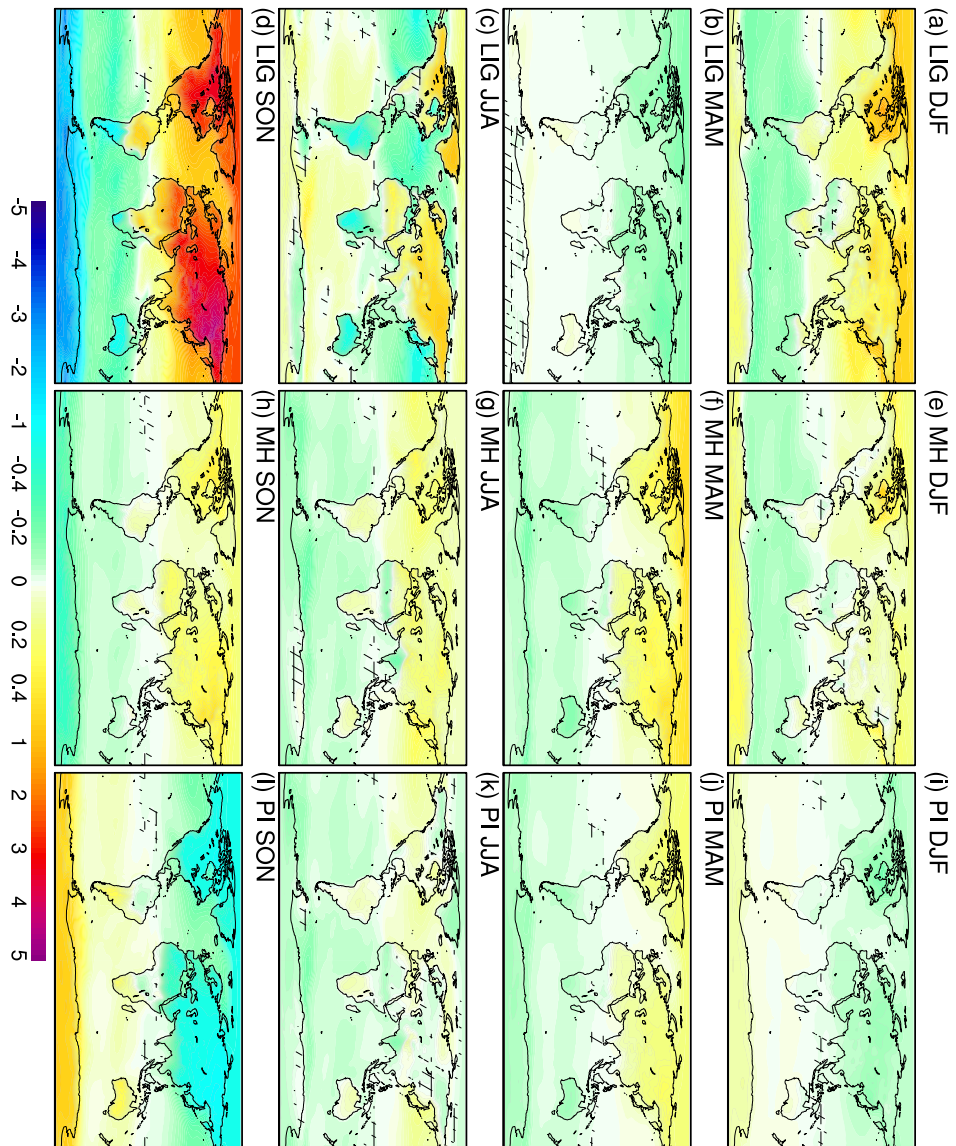 (a) LIG DJF
(e) MH DJF
(i) PI DJF
(b) LIG MAM
(f) MH MAM
(j) PI MAM
(c) LIG JJA
(g) MH JJA
(k) PI JJA
(d) LIG SON
(h) MH SON
(l) PI SON
-5 -4 -3 -2 -1 -0.4 -0.2 0 0.2 0.4 1 2 3 4 5